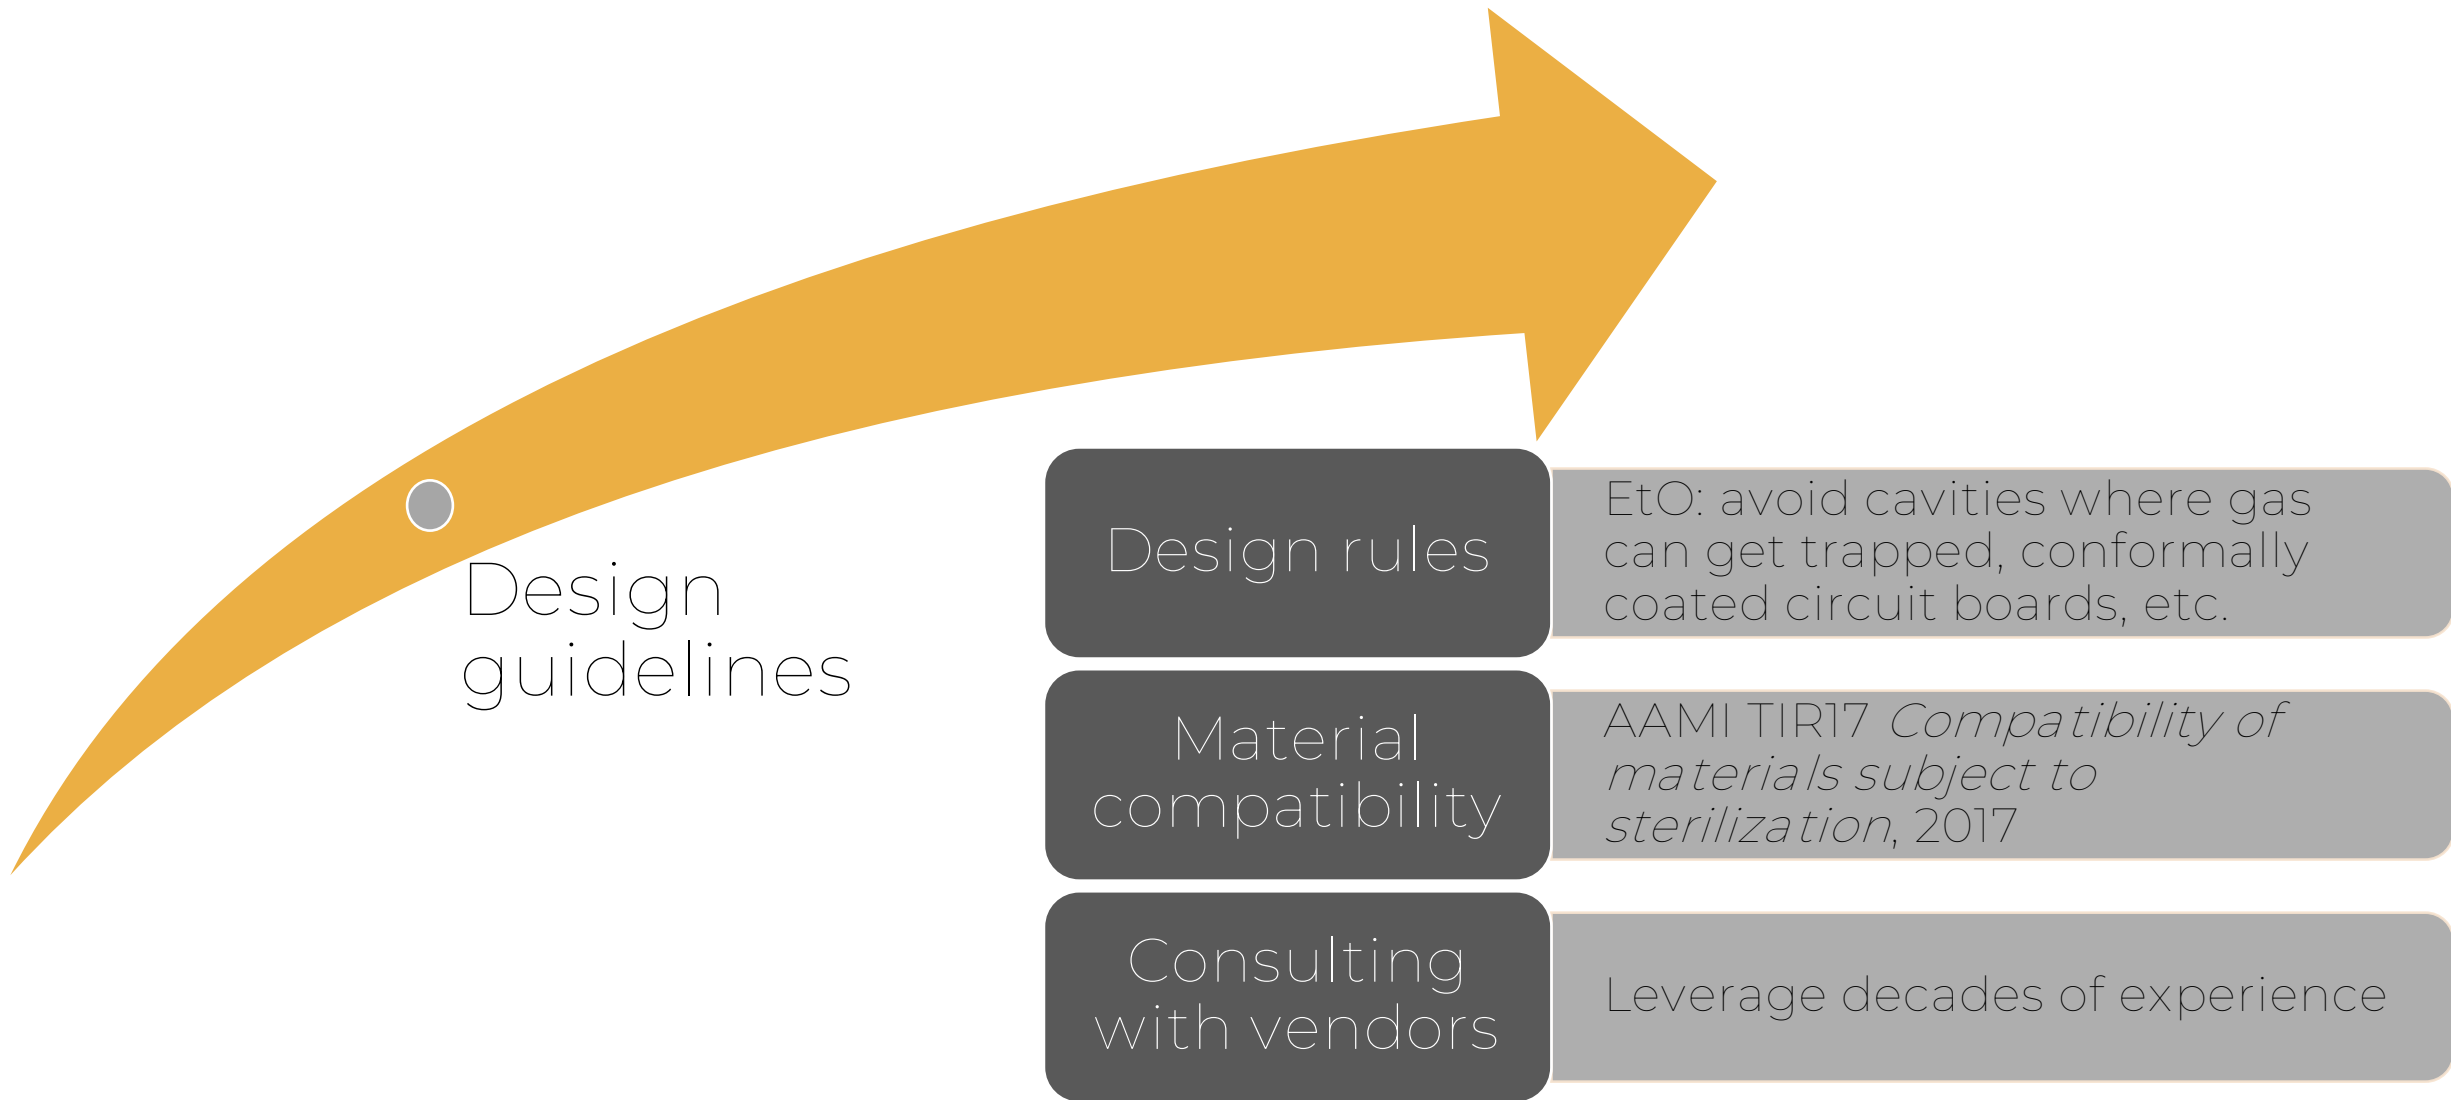 Design
guidelines
Design rules
EtO: avoid cavities where gas
can get trapped, conformally
coated circuit boards, etc.
Material
compatibility
AAMI TIR17 Compatibility of
materials subject to
sterilization, 2017
Consulting
with vendors
Leverage decades of experience